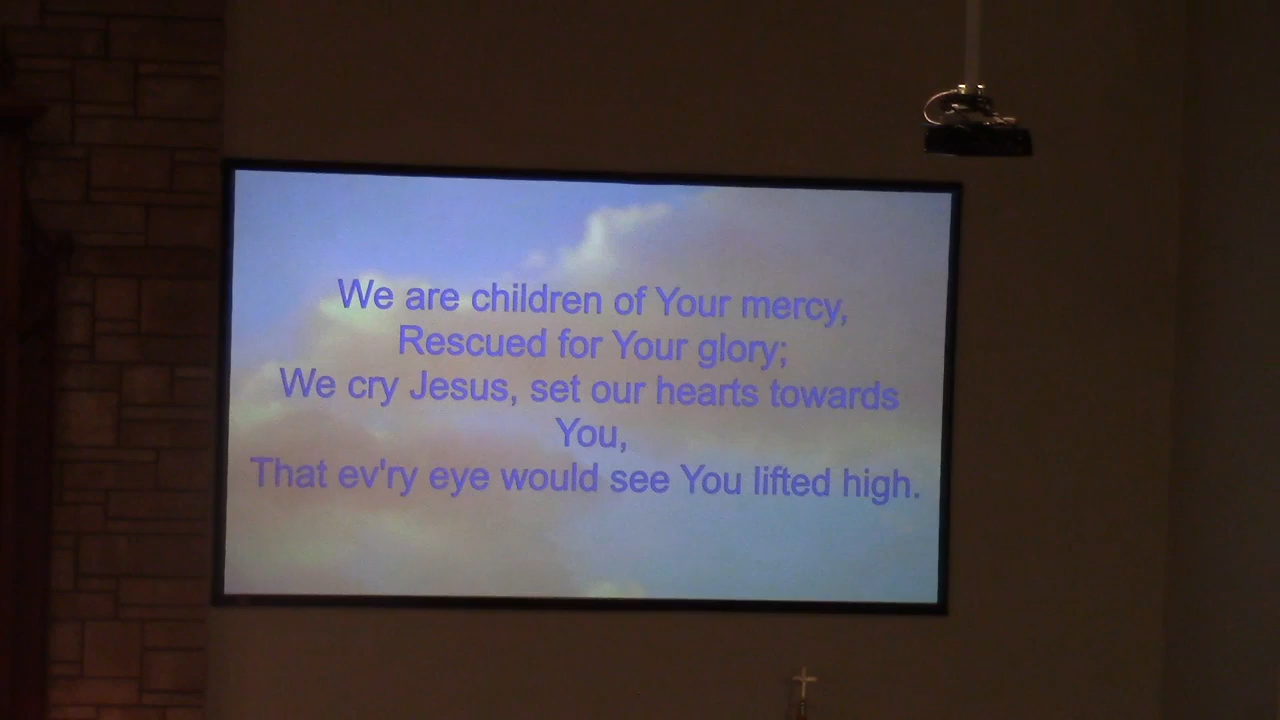 We are children of Your mercy,
Rescued for Your glory;
We cry Jesus, set our hearts towards
You,
That ev'ry eye would see You lifted high.